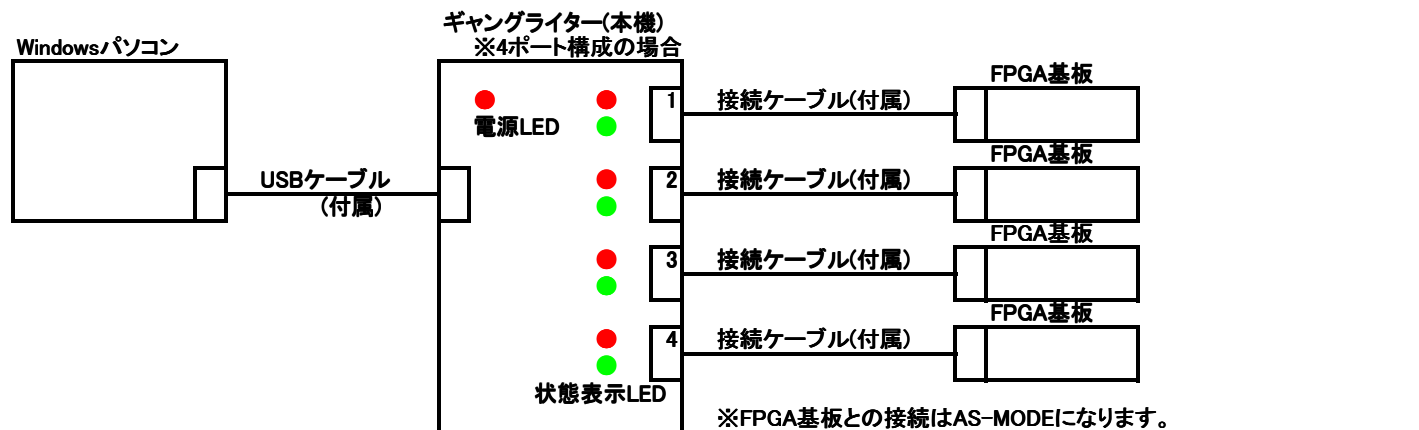 ギャングライター(本機)
※4ポート構成の場合
Windowsパソコン
FPGA基板
1
接続ケーブル(付属)
電源LED
FPGA基板
2
接続ケーブル(付属)
USBケーブル
(付属)
FPGA基板
3
接続ケーブル(付属)
FPGA基板
4
接続ケーブル(付属)
状態表示LED
※FPGA基板との接続はAS-MODEになります。